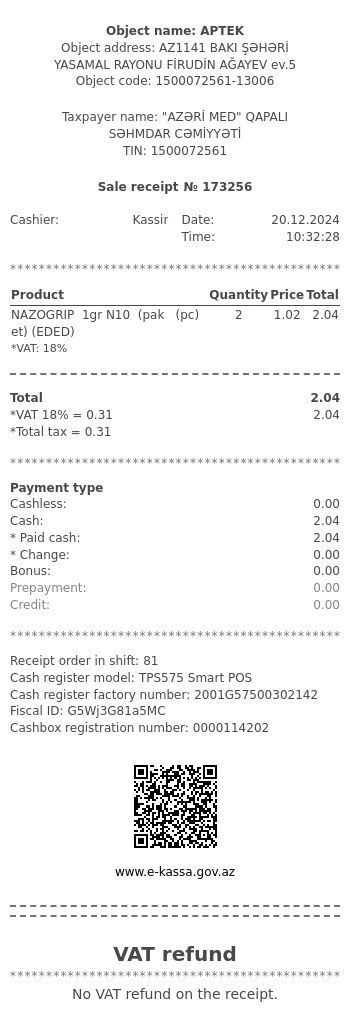 Object name: APTEK
Object address: AZ1141 BAKI ŞƏHƏRİ
YASAMAL RAYONU FİRUDİN AĞAYEV ev.5
Object code: 1500072561-13006
Taxpayer name: "AZƏRİ MED" QAPALI
SƏHMDAR CƏMİYYƏTİ
TIN: 1500072561
Sale receipt № 173256
Cashier: Kassir Date: 20.12.2024
Time: 10:32:28
********************************************
Product Quantity Price Total
NAZOGRIP 1gr N10 (pak (pc) 2 1.02 2.04
et) (EDED)
*VAT: 18%
Total 2.04
*VAT 18% = 0.31 2.04
*Total tax = 0.31
********************************************
Payment type
Cashless: 0.00
Cash: 2.04
* Paid cash: 2.04
* Change: 0.00
Bonus: 0.00
Prepayment: 0.00
Credit: 0.00
********************************************
Receipt order in shift: 81
Cash register model: TPS575 Smart POS
Cash register factory number: 2001G57500302142
Fiscal ID: G5Wj3G81a5MC
Cashbox registration number: 0000114202
www.e-kassa.gov.az
VAT refund
********************************************
No VAT refund on the receipt.